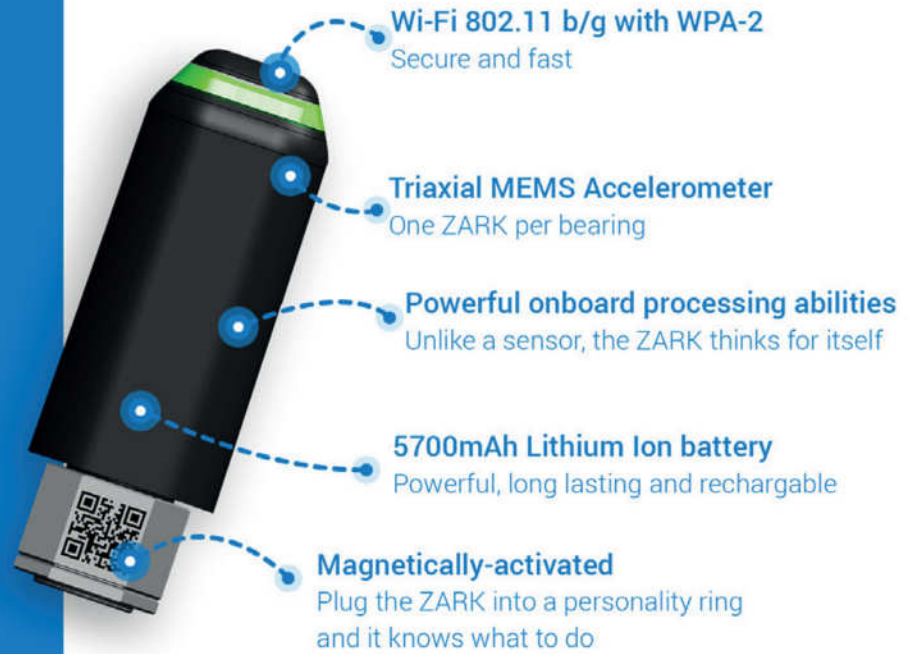 Wi-Fi 802.11 b/g with WPA-2
Secure and fast
Triaxial MEMS Accelerometer
One ZARK per bearing
Powerful onboard processing abilities
Unlike a sensor, the ZARK thinks for itself
5700mAh Lithium Ion battery
Powerful, long lasting and rechargable
Magnetically-activated
Plug the ZARK into a personality ring
and it knows what to do